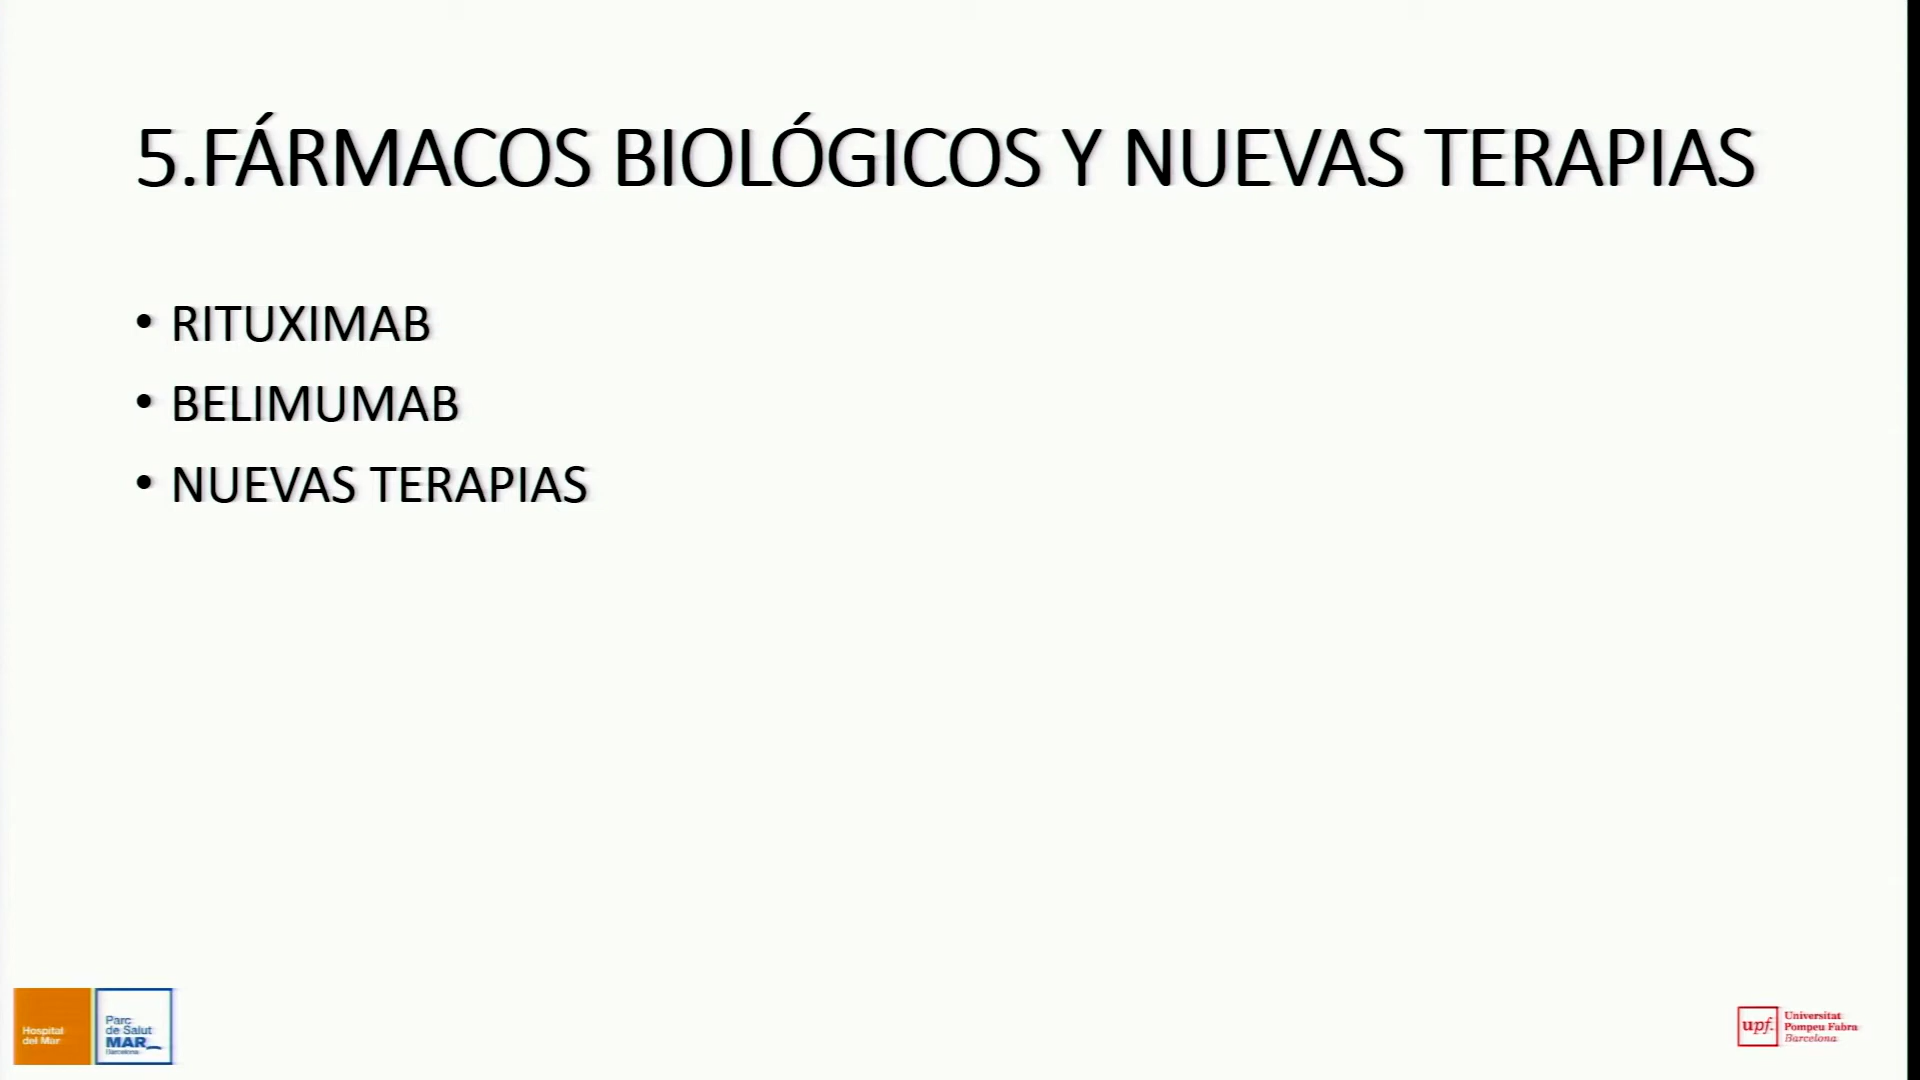 5.FÁRMACOS BIOLÓGICOS Y NUEVAS TERAPIAS
• RITUXIMAB
• BELIMUMAB
• NUEVAS TERAPIAS
Hospital
del Mar
Parc
de Salut
MAR
Barcelona
upf.
Universitat
Pompeu Fabra
Barcelona